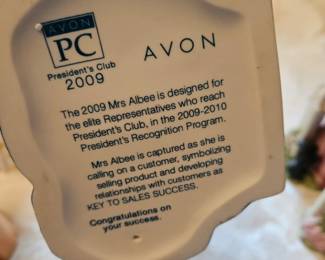 AVON
PC
President's Club
2009
AVON
The 2009 Mrs Albee is designed for
the elite Representatives who reach
President's Club, in the 2009-2010
President's Recognition Program.
Mrs Albee is captured as she is
calling on a customer, symbolizing
selling product and developing
relationships with customers as
KEY TO SALES SUCCESS.
Congratulations on
your success.